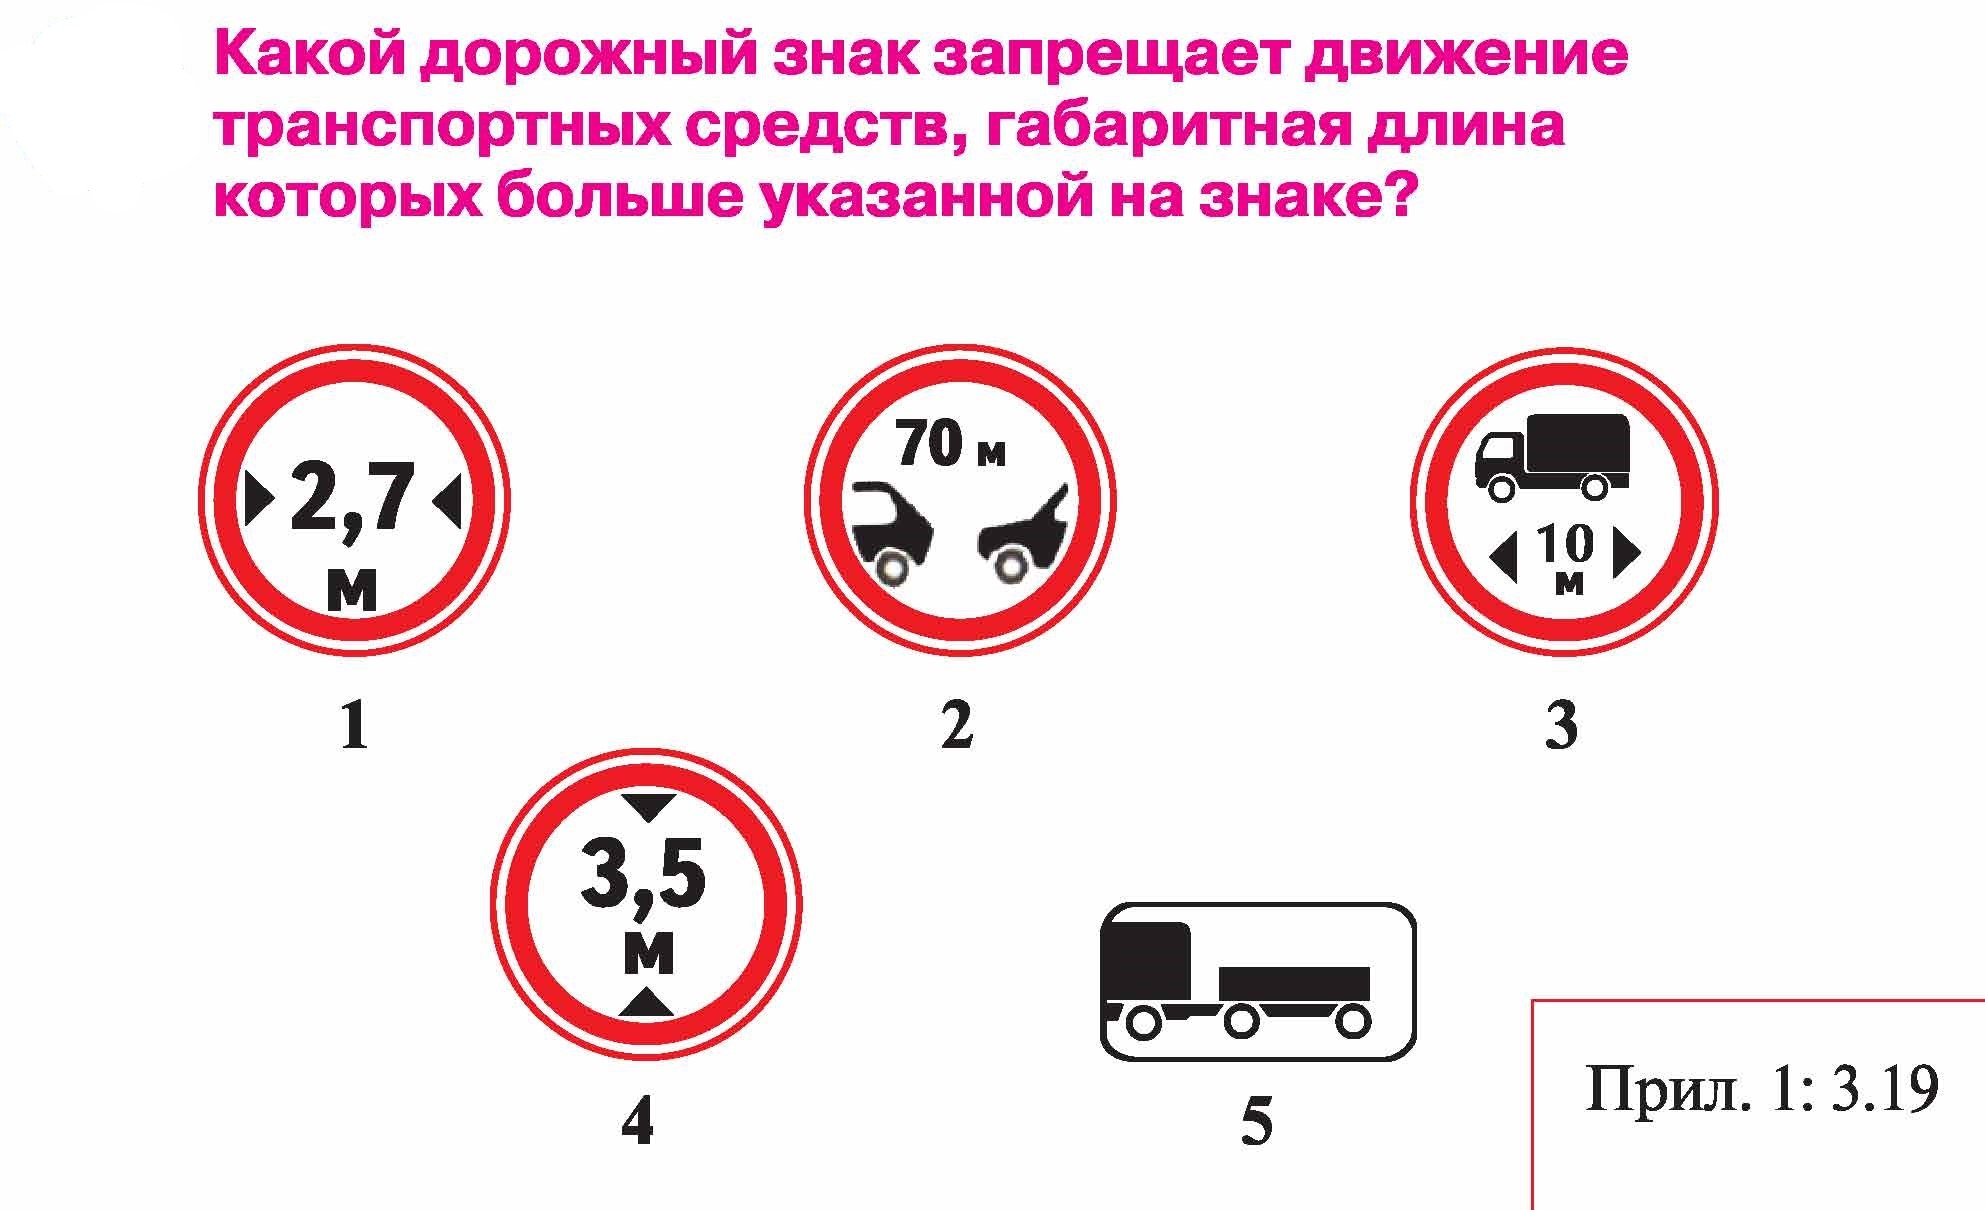 Какой дорожный знак запрещает движение
транспортных средств, габаритная длина
которых больше указанной на знаке?
2,7
м
70 м
10
м
1
2
3
3,5
м
4
5
Прил. 1: 3.19